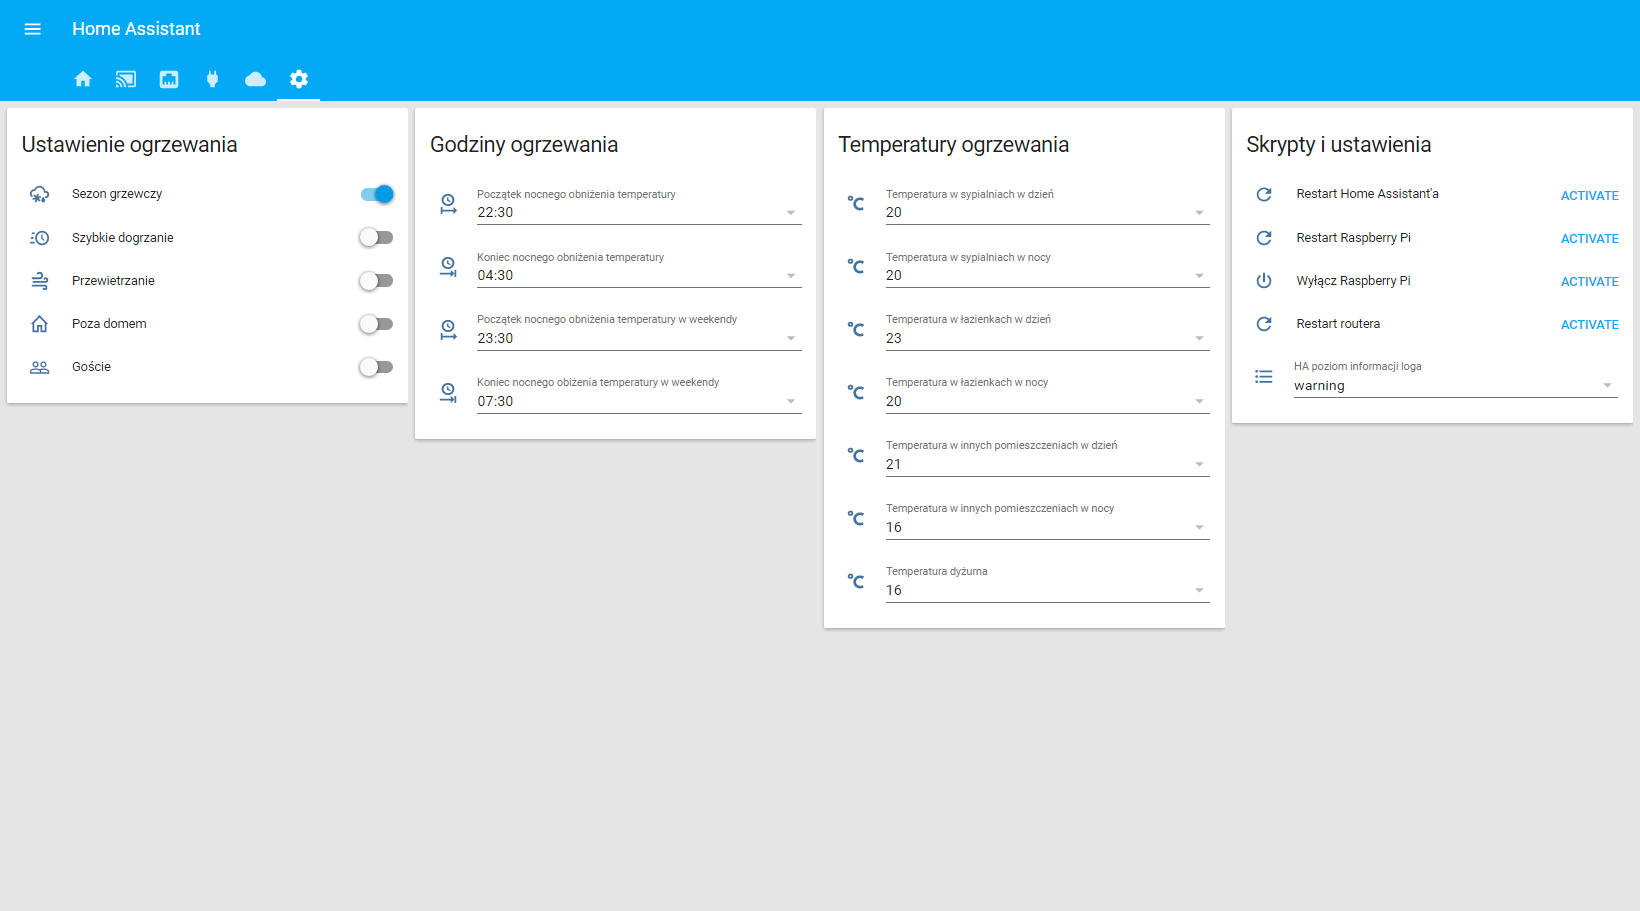 Home Assistant
Ustawienie ogrzewania
Sezon grzewczy
Szybkie dogrzanie
Przewietrzanie
Poza domem
Goście
Godziny ogrzewania
Początek nocnego obniżenia temperatury
22:30
Koniec nocnego obniżenia temperatury
04:30
Początek nocnego obniżenia temperatury w weekendy
23:30
Koniec nocnego obiżenia temperatury w weekendy
07:30
Temperatury ogrzewania
°C Temperatura w sypialniach w dzień
20
°C Temperatura w sypialniach w nocy
20
°C Temperatura w łazienkach w dzień
23
°C Temperatura w łazienkach w nocy
20
°C Temperatura w innych pomieszczeniach w dzień
21
°C Temperatura w innych pomieszczeniach w nocy
16
°C Temperatura dyżurna
16
Skrypty i ustawienia
Restart Home Assistant'a ACTIVATE
Restart Raspberry Pi ACTIVATE
Wyłącz Raspberry Pi ACTIVATE
Restart routera ACTIVATE
HA poziom informacji loga
warning